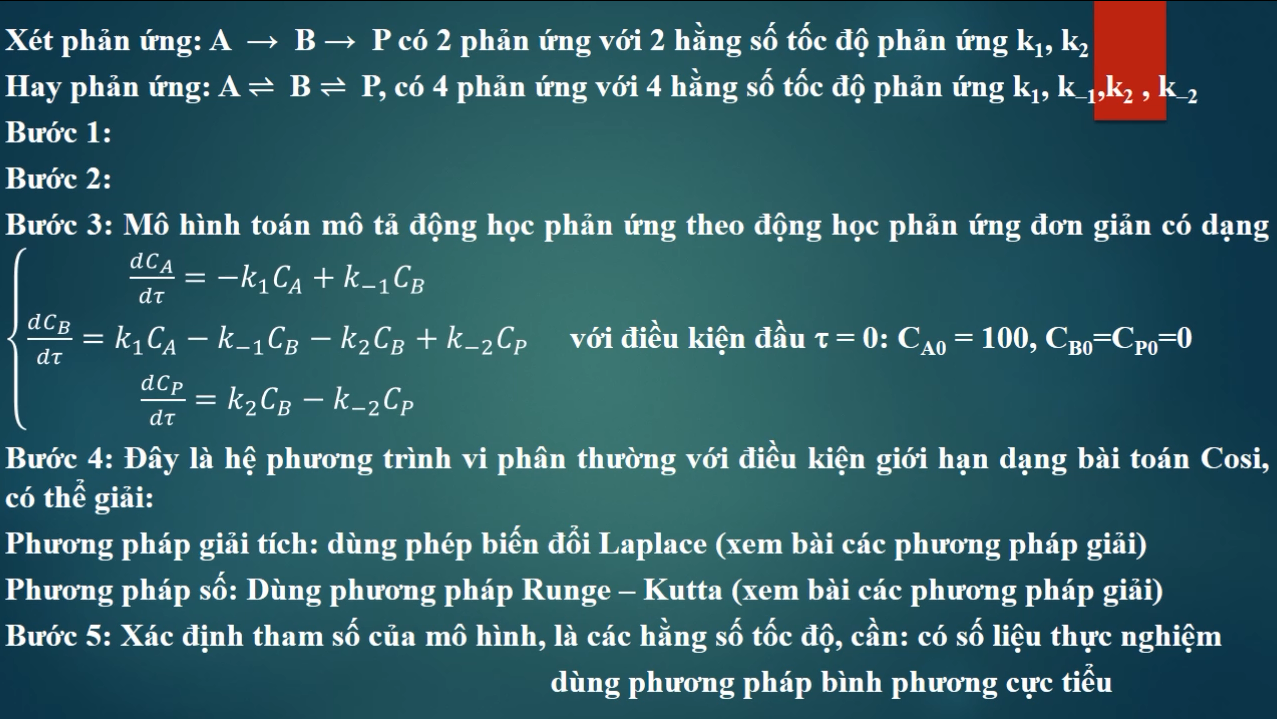 Xét phản ứng: A → B → P có 2 phản ứng với 2 hằng số tốc độ phản ứng k₁, k₂
Hay phản ứng: A ⇌ B ⇌ P, có 4 phản ứng với 4 hằng số tốc độ phản ứng k₁, k₋₁,k₂ , k₋₂
Bước 1:
Bước 2:
Bước 3: Mô hình toán mô tả động học phản ứng theo động học phản ứng đơn giản có dạng
dC_A/dτ = −k₁C_A + k₋₁C_B
dC_B/dτ = k₁C_A − k₋₁C_B − k₂C_B + k₋₂C_P với điều kiện đầu τ = 0: C_A0 = 100, C_B0=C_P0=0
dC_P/dτ = k₂C_B − k₋₂C_P
Bước 4: Đây là hệ phương trình vi phân thường với điều kiện giới hạn dạng bài toán Cosi,
có thể giải:
Phương pháp giải tích: dùng phép biến đổi Laplace (xem bài các phương pháp giải)
Phương pháp số: Dùng phương pháp Runge – Kutta (xem bài các phương pháp giải)
Bước 5: Xác định tham số của mô hình, là các hằng số tốc độ, cần: có số liệu thực nghiệm
dùng phương pháp bình phương cực tiểu